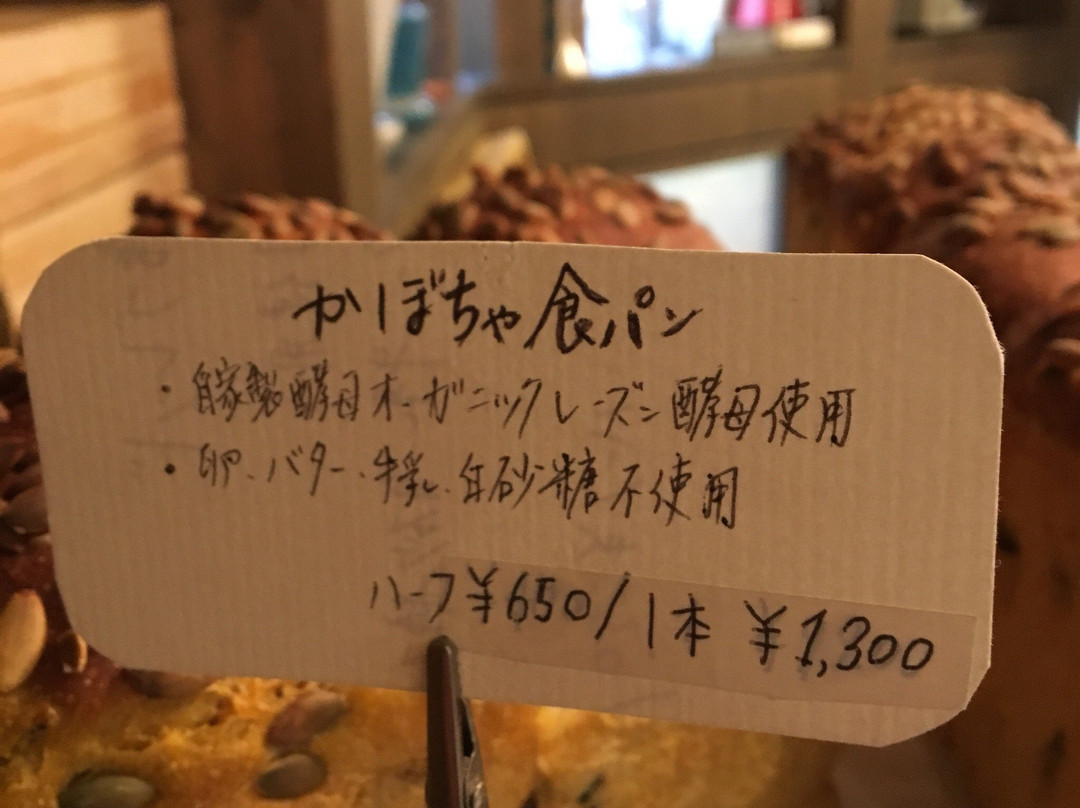 かぼちゃ食パン
・自家製酵母オーガニックレーズン酵母使用
・卵、バター、牛乳、白砂糖不使用
ハーフ¥650/1本 ¥1,300